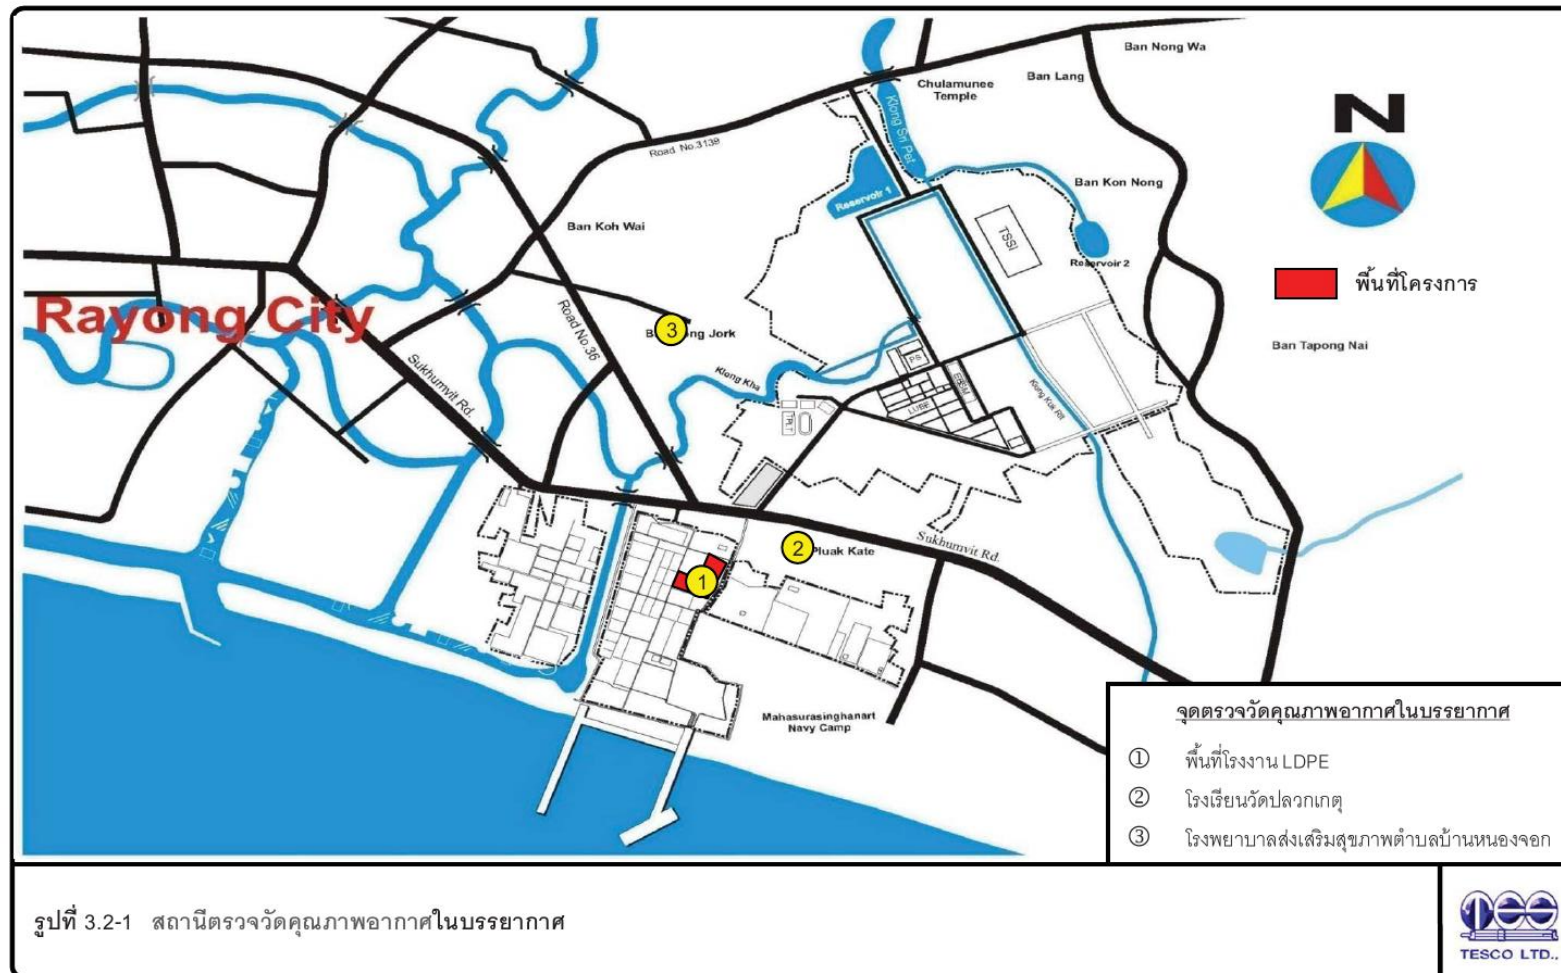 Ban Nong Wa
Ban Lang
Chulamunee
Temple
N
Klong Sri Pet
Road No.3139
Ban Kon Nong
Reservoir 1
TSSI
Ban Koh Wai
Reservoir 2
พื้นที่โครงการ
Rayong City
Road No.36
3
ong Jork
Ban Tapong Nai
Sukhumvit Rd.
Klong Kha
PS
EBSM
LUBE
TPLT
2
Pluak Kate
Sukhumvit Rd.
1
Mahasurasinghanart
Navy Camp
จุดตรวจวัดคุณภาพอากาศในบรรยากาศ
① พื้นที่โรงงาน LDPE
② โรงเรียนวัดปลวกเกตุ
③ โรงพยาบาลส่งเสริมสุขภาพตำบลบ้านหนองจอก
รูปที่ 3.2-1 สถานีตรวจวัดคุณภาพอากาศในบรรยากาศ
TESCO LTD.,